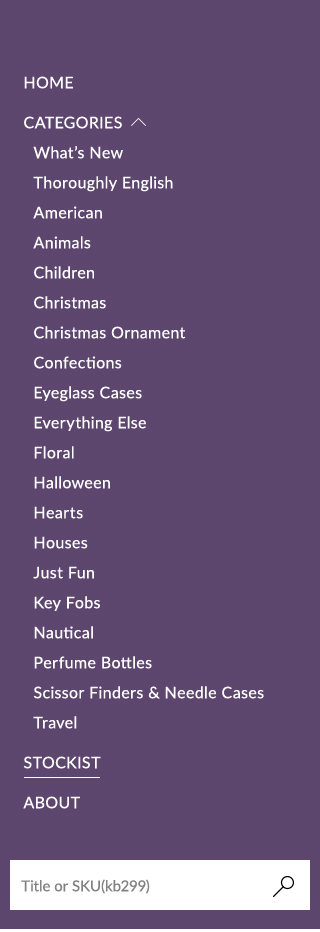 HOME
CATEGORIES
What's New
Thoroughly English
American
Animals
Children
Christmas
Christmas Ornament
Confections
Eyeglass Cases
Everything Else
Floral
Halloween
Hearts
Houses
Just Fun
Key Fobs
Nautical
Perfume Bottles
Scissor Finders & Needle Cases
Travel
STOCKIST
ABOUT
Title or SKU(kb299)